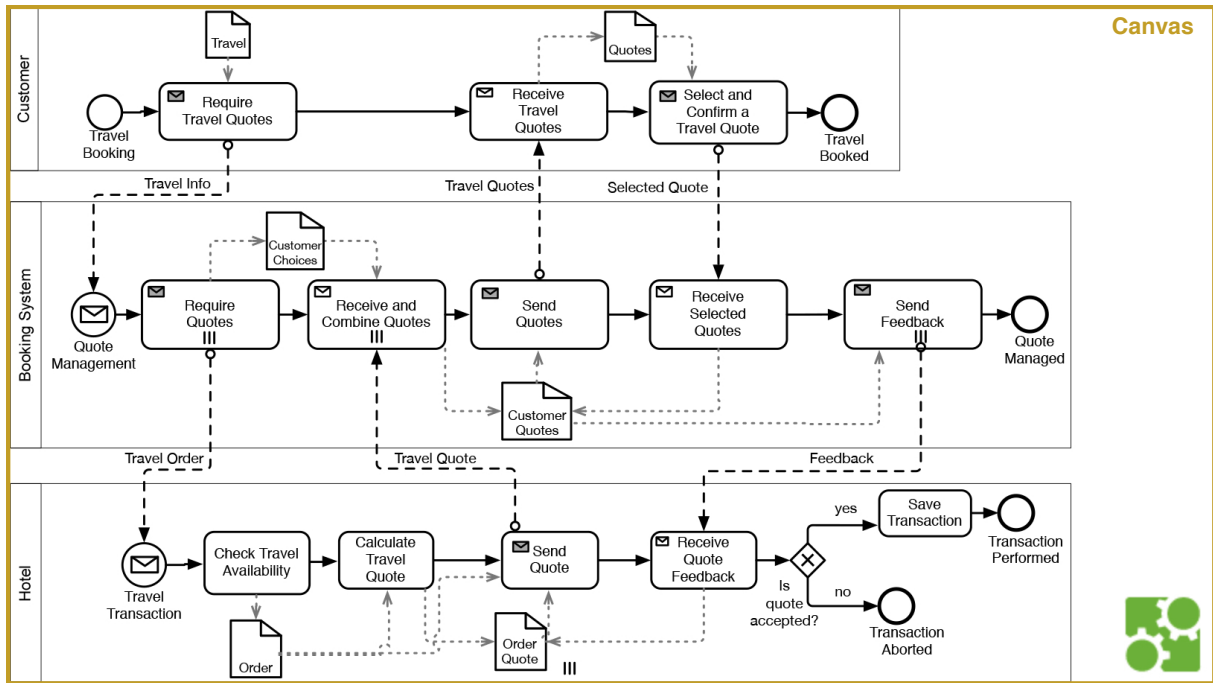 Canvas
Customer
Travel
Require
Travel Quotes
Receive
Travel
Quotes
Quotes
Select and
Confirm a
Travel Quote
Travel
Booking
Travel
Booked
Travel Info
Travel Quotes
Selected Quote
Booking System
Customer
Choices
Quote
Management
Require
Quotes
Receive and
Combine Quotes
Send
Quotes
Receive
Selected
Quotes
Send
Feedback
Quote
Managed
Customer
Quotes
Travel Order
Travel Quote
Feedback
Hotel
Travel
Transaction
Check Travel
Availability
Calculate
Travel
Quote
Send
Quote
Receive
Quote
Feedback
Is
quote
accepted?
yes
Save
Transaction
Transaction
Performed
no
Transaction
Aborted
Order
Order
Quote